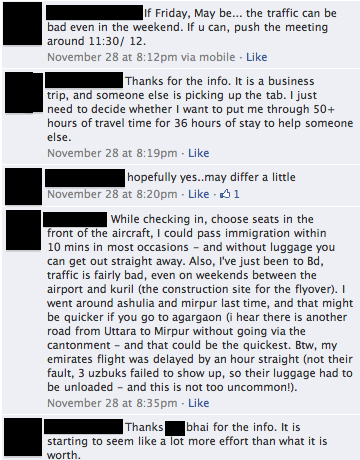 If Friday, May be... the traffic can be
bad even in the weekend. If u can, push the meeting
around 11:30/ 12.
November 28 at 8:12pm via mobile · Like
Thanks for the info. It is a business
trip, and someone else is picking up the tab. I just
need to decide whether I want to put me through 50+
hours of travel time for 36 hours of stay to help someone
else.
November 28 at 8:19pm · Like
hopefully yes..may differ a little
November 28 at 8:20pm · Like · 1
While checking in, choose seats in the
front of the aircraft, I could pass immigration within
10 mins in most occasions - and without luggage you
can get out straight away. Also, I've just been to Bd,
traffic is fairly bad, even on weekends between the
airport and kuril (the construction site for the flyover). I
went around ashulia and mirpur last time, and that might
be quicker if you go to agargaon (i hear there is another
road from Uttara to Mirpur without going via the
cantonment - and that could be the quickest. Btw, my
emirates flight was delayed by an hour straight (not their
fault, 3 uzbuks failed to show up, so their luggage had to
be unloaded - and this is not too uncommon!).
November 28 at 8:35pm · Like
Thanks bhai for the info. It is
starting to seem like a lot more effort than what it is
worth.